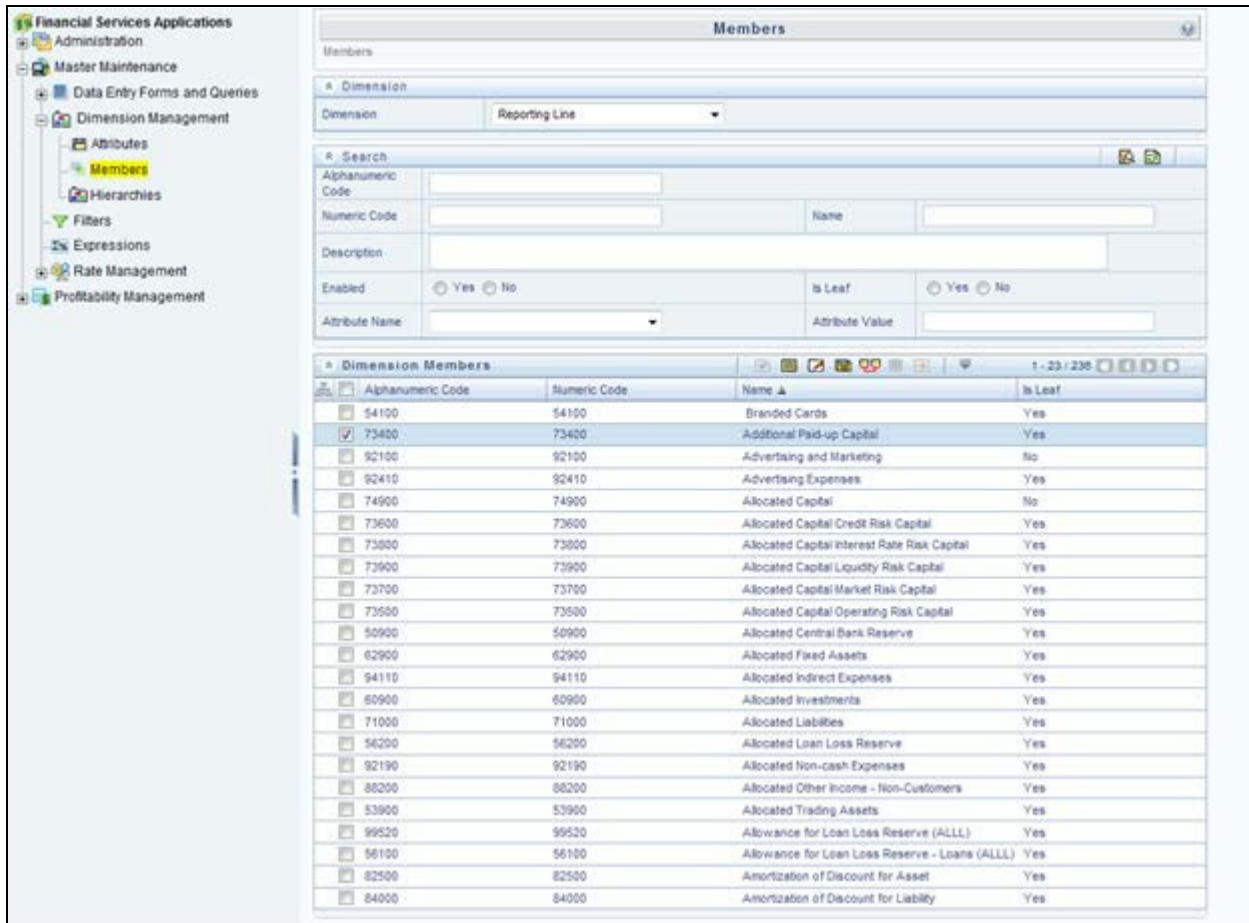 Financial Services Applications
Administration
Master Maintenance
Data Entry Forms and Queries
Dimension Management
Attributes
Members
Hierarchies
Filters
Expressions
Rate Management
Profitability Management
Members
Members
Dimension
Dimension Reporting Line
Search
Alphanumeric
Code
Numeric Code Name
Description
Enabled Yes No Is Leaf Yes No
Attribute Name Attribute Value
Dimension Members 1 - 23 / 236
Alphanumeric Code Numeric Code Name Is Leaf
54100 54100 Branded Cards Yes
73400 73400 Additional Paid-up Capital Yes
92100 92100 Advertising and Marketing No
92410 92410 Advertising Expenses Yes
74900 74900 Allocated Capital No
73600 73600 Allocated Capital Credit Risk Capital Yes
73800 73800 Allocated Capital Interest Rate Risk Capital Yes
73900 73900 Allocated Capital Liquidity Risk Capital Yes
73700 73700 Allocated Capital Market Risk Capital Yes
73500 73500 Allocated Capital Operating Risk Capital Yes
50900 50900 Allocated Central Bank Reserve Yes
62900 62900 Allocated Fixed Assets Yes
94110 94110 Allocated Indirect Expenses Yes
60900 60900 Allocated Investments Yes
71000 71000 Allocated Liabilities Yes
56200 56200 Allocated Loan Loss Reserve Yes
92190 92190 Allocated Non-cash Expenses Yes
88200 88200 Allocated Other Income - Non-Customers Yes
53900 53900 Allocated Trading Assets Yes
99520 99520 Allowance for Loan Loss Reserve (ALLL) Yes
56100 56100 Allowance for Loan Loss Reserve - Loans (ALLL) Yes
82500 82500 Amortization of Discount for Asset Yes
84000 84000 Amortization of Discount for Liability Yes